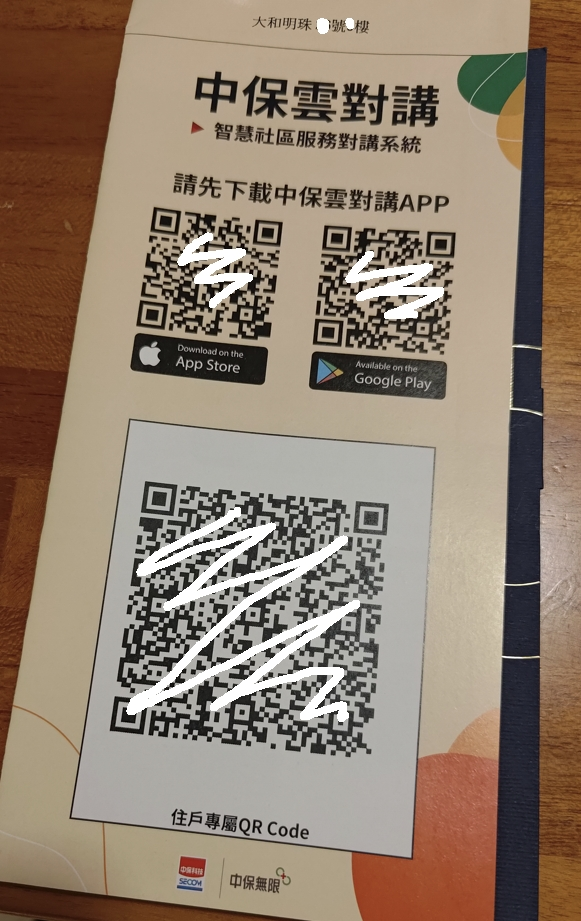 大和明珠 號 樓
中保雲對講
智慧社區服務對講系統
請先下載中保雲對講APP
Download on the
App Store
Available on the
Google Play
住戶專屬QR Code
中保科技
SECOM
中保無限